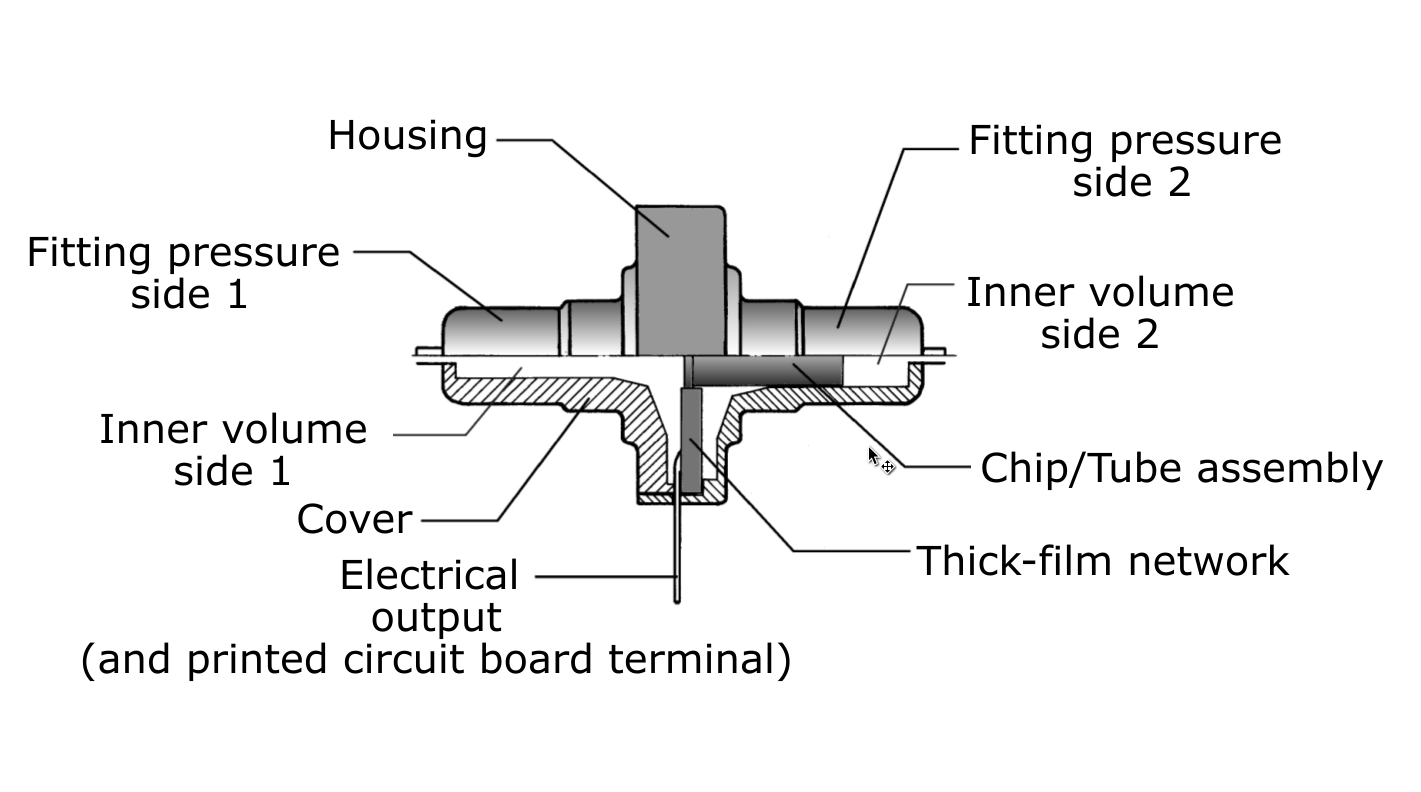 Housing
Fitting pressure
side 2
Fitting pressure
side 1
Inner volume
side 2
Inner volume
side 1
Chip/Tube assembly
Cover
Thick-film network
Electrical
output
(and printed circuit board terminal)